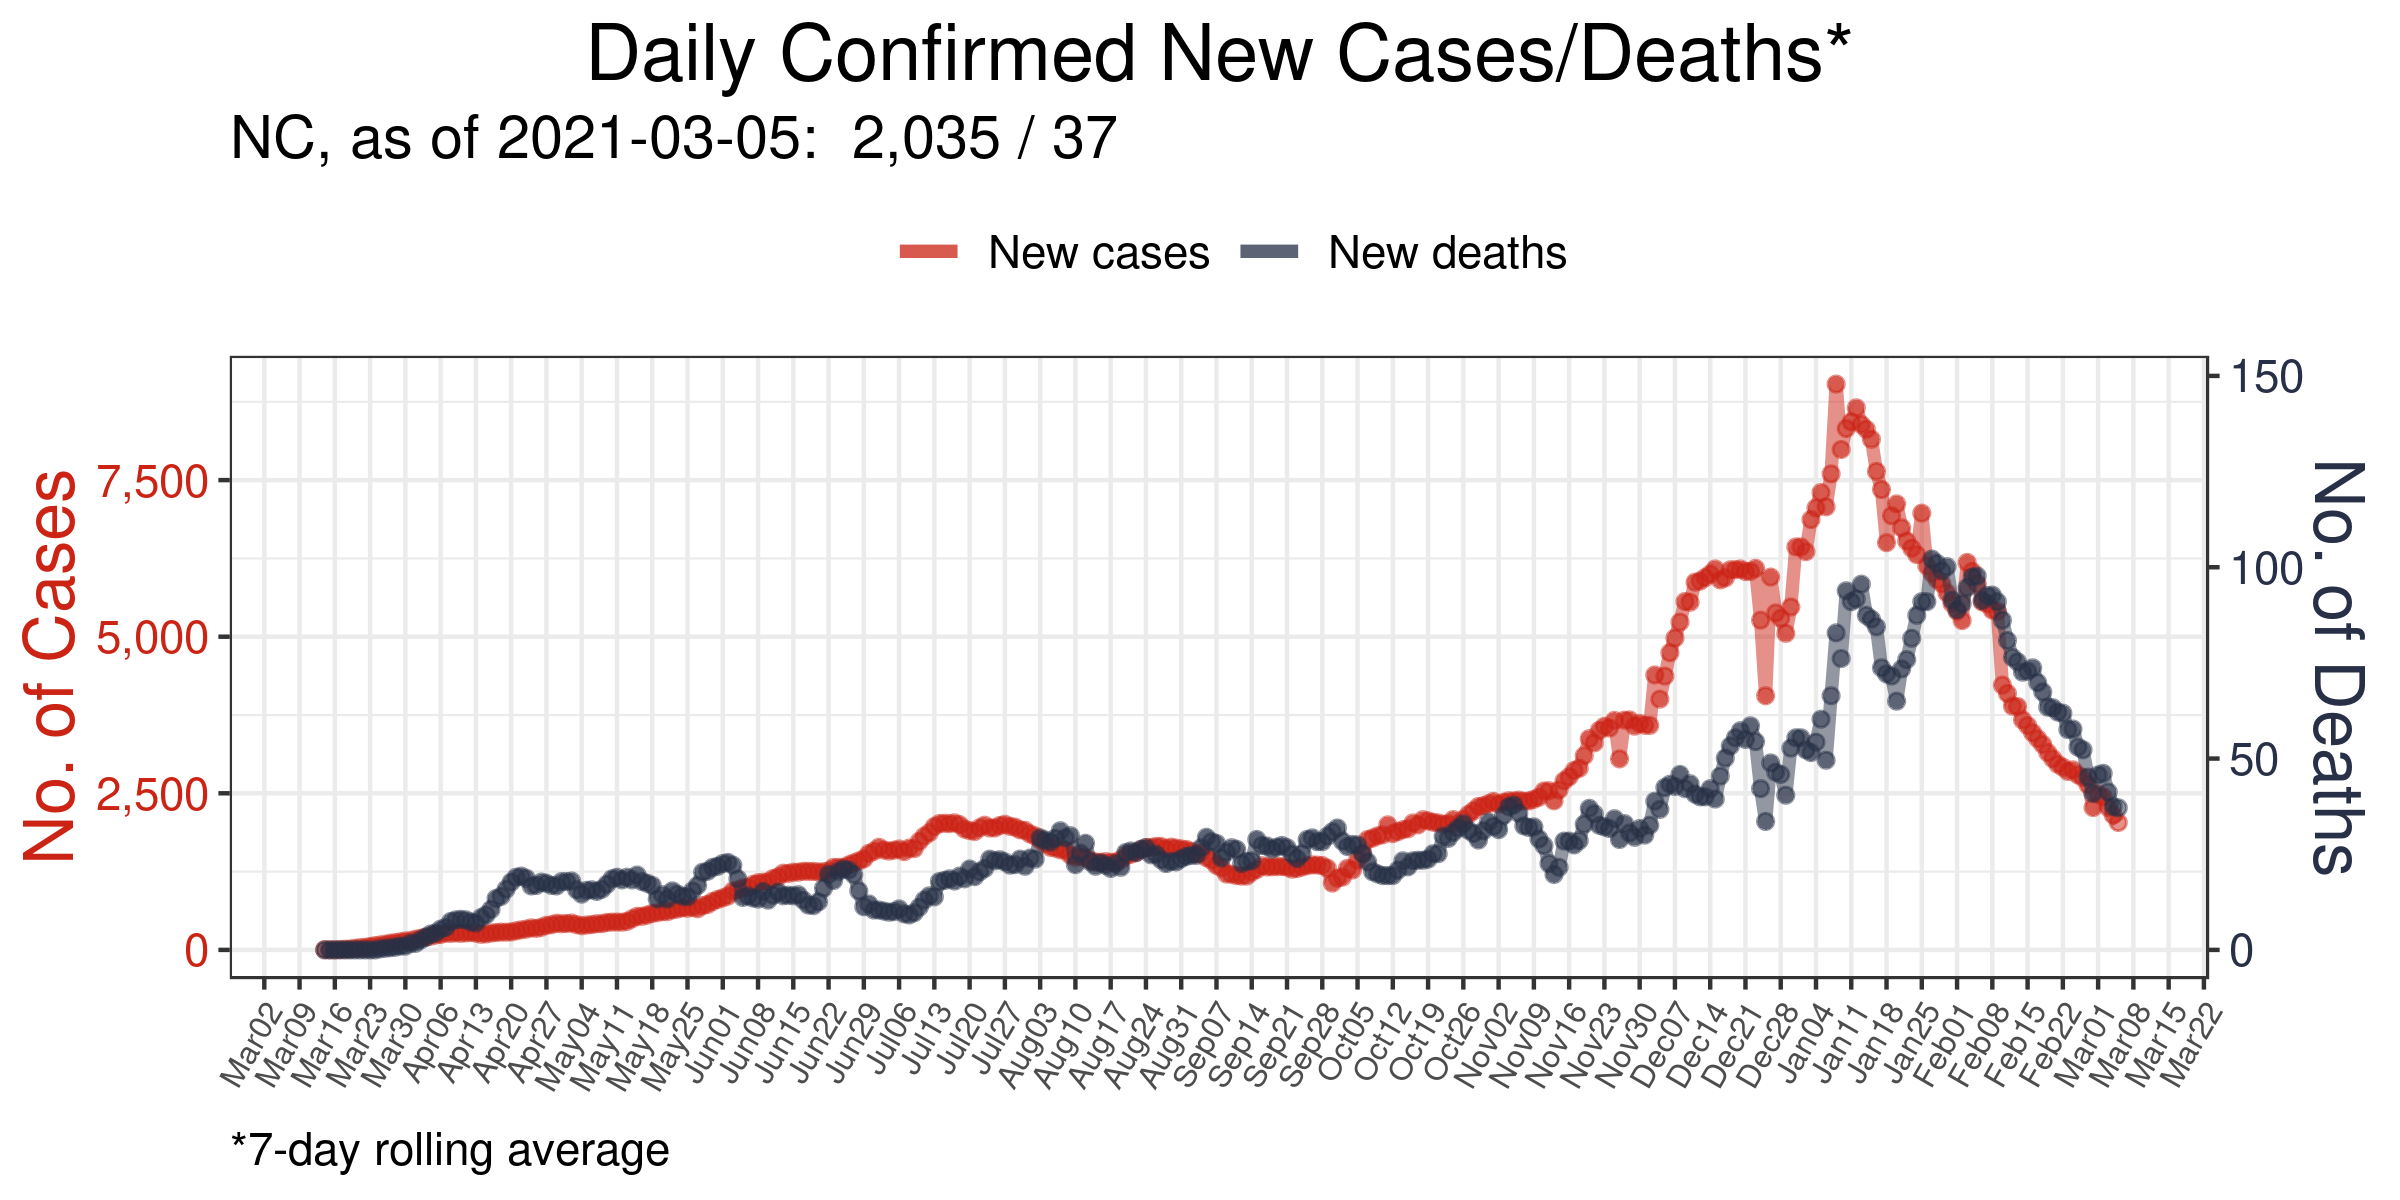 Daily Confirmed New Cases/Deaths*
NC, as of 2021-03-05:  2,035 / 37
New cases
New deaths
No. of Cases
7,500
5,000
2,500
0
150
100
50
0
No. of Deaths
Mar02
Mar09
Mar16
Mar23
Mar30
Apr06
Apr13
Apr20
Apr27
May04
May11
May18
May25
Jun01
Jun08
Jun15
Jun22
Jun29
Jul06
Jul13
Jul20
Jul27
Aug03
Aug10
Aug17
Aug24
Aug31
Sep07
Sep14
Sep21
Sep28
Oct05
Oct12
Oct19
Oct26
Nov02
Nov09
Nov16
Nov23
Nov30
Dec07
Dec14
Dec21
Dec28
Jan04
Jan11
Jan18
Jan25
Feb01
Feb08
Feb15
Feb22
Mar01
Mar08
Mar15
Mar22
*7-day rolling average